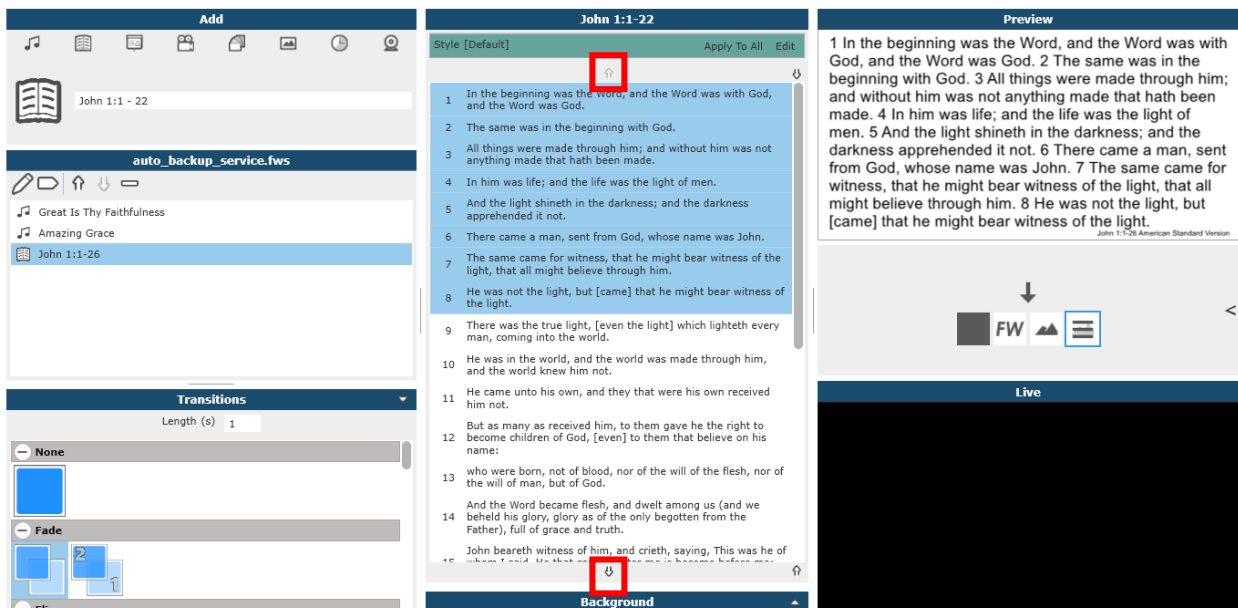 Add
John 1:1 - 22
auto_backup_service.fws
Great Is Thy Faithfulness
Amazing Grace
John 1:1-26
Transitions
Length (s) 1
None
Fade
2
1
John 1:1-22
Style [Default] Apply To All Edit
1 In the beginning was the Word, and the Word was with God,
and the Word was God.
2 The same was in the beginning with God.
3 All things were made through him; and without him was not
anything made that hath been made.
4 In him was life; and the life was the light of men.
5 And the light shineth in the darkness; and the darkness
apprehended it not.
6 There came a man, sent from God, whose name was John.
7 The same came for witness, that he might bear witness of the
light, that all might believe through him.
8 He was not the light, but [came] that he might bear witness of
the light.
9 There was the true light, [even the light] which lighteth every
man, coming into the world.
10 He was in the world, and the world was made through him,
and the world knew him not.
11 He came unto his own, and they that were his own received
him not.
12 But as many as received him, to them gave he the right to
become children of God, [even] to them that believe on his
name:
13 who were born, not of blood, nor of the will of the flesh, nor of
the will of man, but of God.
14 And the Word became flesh, and dwelt among us (and we
beheld his glory, glory as of the only begotten from the
Father), full of grace and truth.
John beareth witness of him, and crieth, saying, This was he of
Background
Preview
1 In the beginning was the Word, and the Word was with
God, and the Word was God. 2 The same was in the
beginning with God. 3 All things were made through him;
and without him was not anything made that hath been
made. 4 In him was life; and the life was the light of
men. 5 And the light shineth in the darkness; and the
darkness apprehended it not. 6 There came a man, sent
from God, whose name was John. 7 The same came for
witness, that he might bear witness of the light, that all
might believe through him. 8 He was not the light, but
[came] that he might bear witness of the light.
John 1:1-26 American Standard Version
FW
<
Live